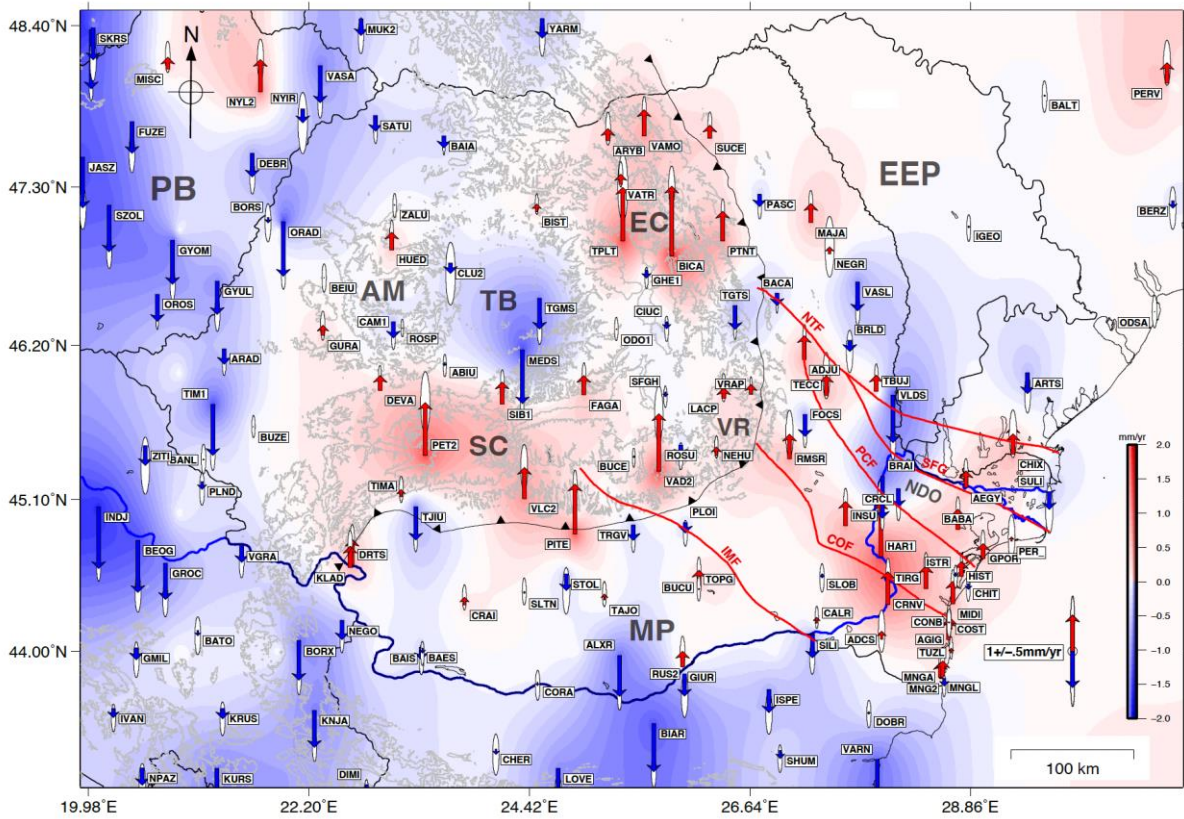 48.40°N
SKRS
N
MISC
NYL2
NYIR
VASA
MUK2
YARM
BALT
PERV
FUZE
DEBR
SATU
BAIA
ARYB
VAMO
SUCE
EEP
47.30°N
JASZ
PB
SZOL
BORS
ORAD
ZALU
BIST
VATR
EC
PASC
BERZ
GYOM
HUED
TPLT
BICA
PTNT
MAJA
NEGR
IGEO
OROS
GYUL
BEIU
AM
CLU2
TB
GHE1
TGTS
BACA
VASL
TGMS
CIUC
NTF
BRLD
ODSA
46.20°N
ARAD
GURA
CAM1
ROSP
ODO1
MEDS
ABIU
ADJU
TIM1
DEVA
SIB1
FAGA
SFGH
VRAP
LACP
TECC
TBUJ
VLDS
ARTS
BUZE
PET2
SC
VR
FOCS
mm/yr
2.0
1.5
1.0
0.5
0.0
-0.5
-1.0
-1.5
-2.0
ZITI
BANL
BUCE
ROSU
NEHU
RMSR
PCF
BRAI
SFG
CHIX
SULI
45.10°N
PLND
TIMA
VLC2
VAD2
CRCL
NDO
AEGY
INDJ
TJIU
PITE
TRGV
PLOI
INSU
BABA
BEOG
VGRA
DRTS
HAR1
PER_
GPOR
GROC
KLAD
IMF
COF
ISTR
HIST
STOL
BUCU
TOPG
SLOB
TIRG
CHIT
CRAI
SLTN
TAJO
CRNV
MIDI
CALR
CONB
COST
BATO
NEGO
MP
ADCS
AGIG
44.00°N
GMIL
BORX
BAIS
BAES
ALXR
SILI
TUZL
1+/-.5mm/yr
RUS2
GIUR
MNGA
MNG2
MNGL
CORA
IVAN
KRUS
KNJA
ISPE
DOBR
BIAR
CHER
SHUM
VARN
NPAZ
KURS
DIMI
LOVE
100 km
19.98°E
22.20°E
24.42°E
26.64°E
28.86°E